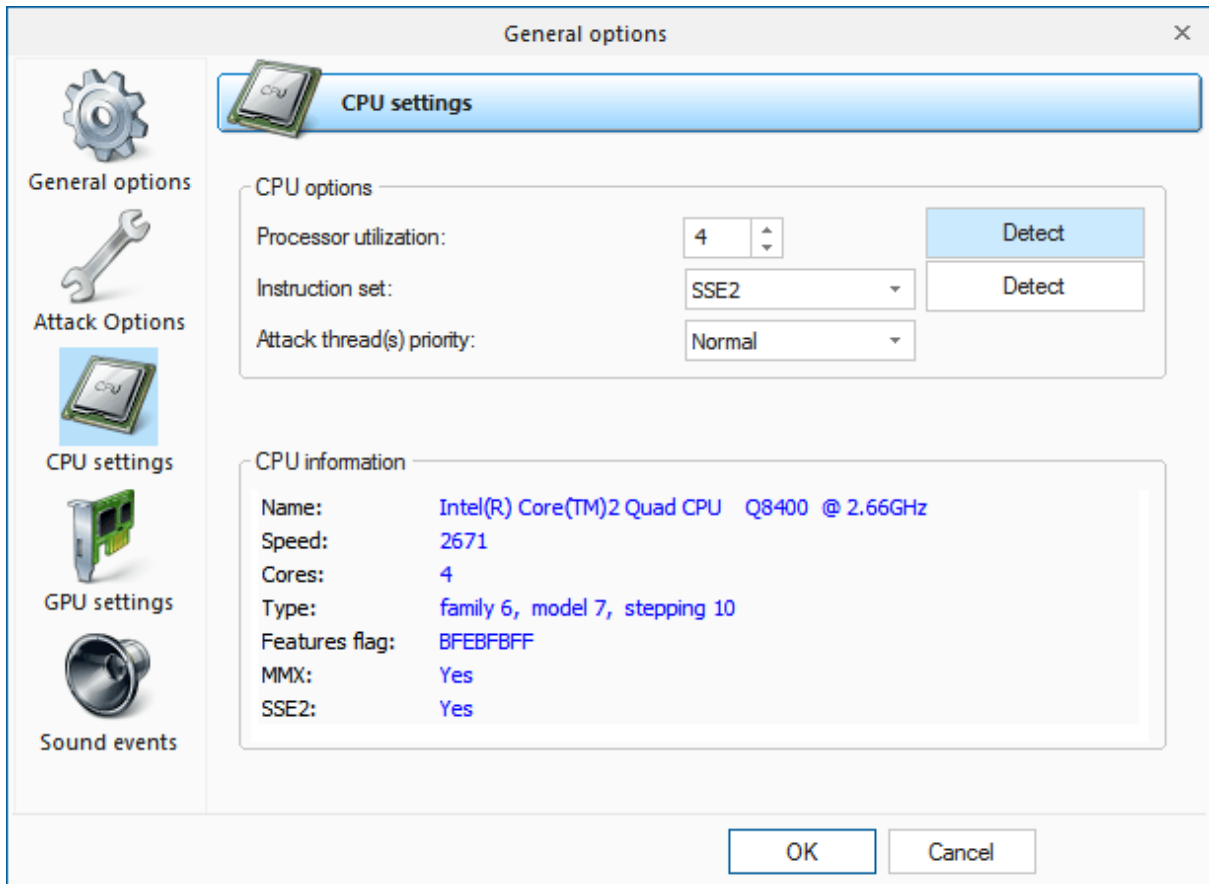 General options
General options
Attack Options
CPU
CPU settings
GPU settings
Sound events
CPU
CPU settings
CPU options
Processor utilization: 4 Detect
Instruction set: SSE2 Detect
Attack thread(s) priority: Normal
CPU information
Name: Intel(R) Core(TM)2 Quad CPU Q8400 @ 2.66GHz
Speed: 2671
Cores: 4
Type: family 6, model 7, stepping 10
Features flag: BFEBFBFF
MMX: Yes
SSE2: Yes
OK Cancel